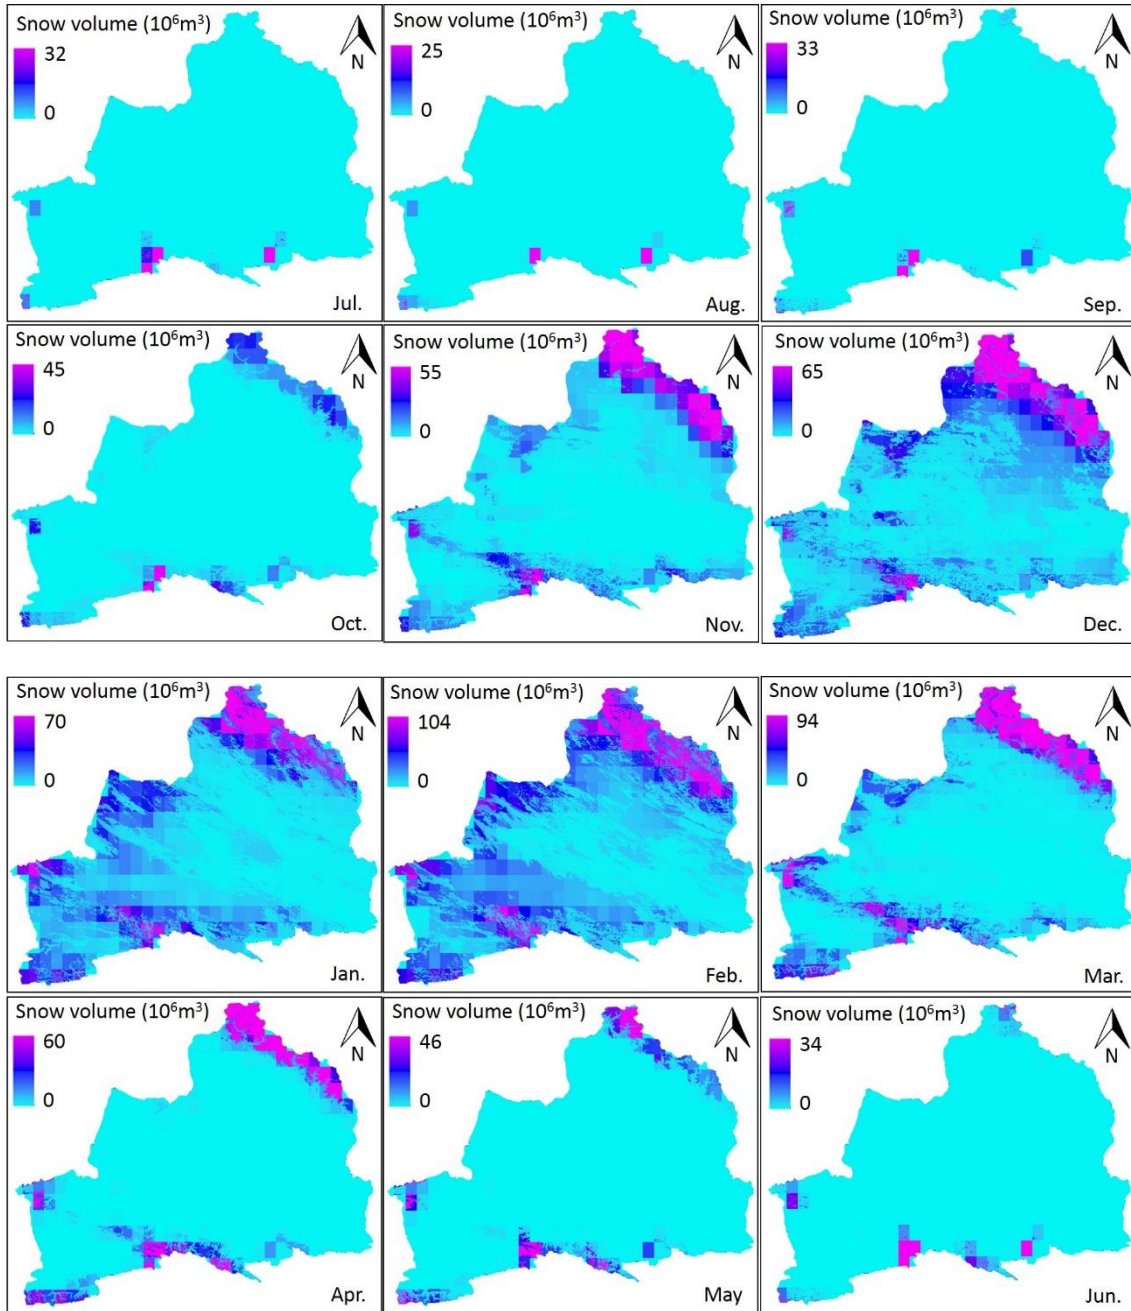 Snow volume (10⁶m³)
32
0
N
Jul.
Snow volume (10⁶m³)
25
0
N
Aug.
Snow volume (10⁶m³)
33
0
N
Sep.
Snow volume (10⁶m³)
45
0
N
Oct.
Snow volume (10⁶m³)
55
0
N
Nov.
Snow volume (10⁶m³)
65
0
N
Dec.
Snow volume (10⁶m³)
70
0
N
Jan.
Snow volume (10⁶m³)
104
0
N
Feb.
Snow volume (10⁶m³)
94
0
N
Mar.
Snow volume (10⁶m³)
60
0
N
Apr.
Snow volume (10⁶m³)
46
0
N
May
Snow volume (10⁶m³)
34
0
N
Jun.